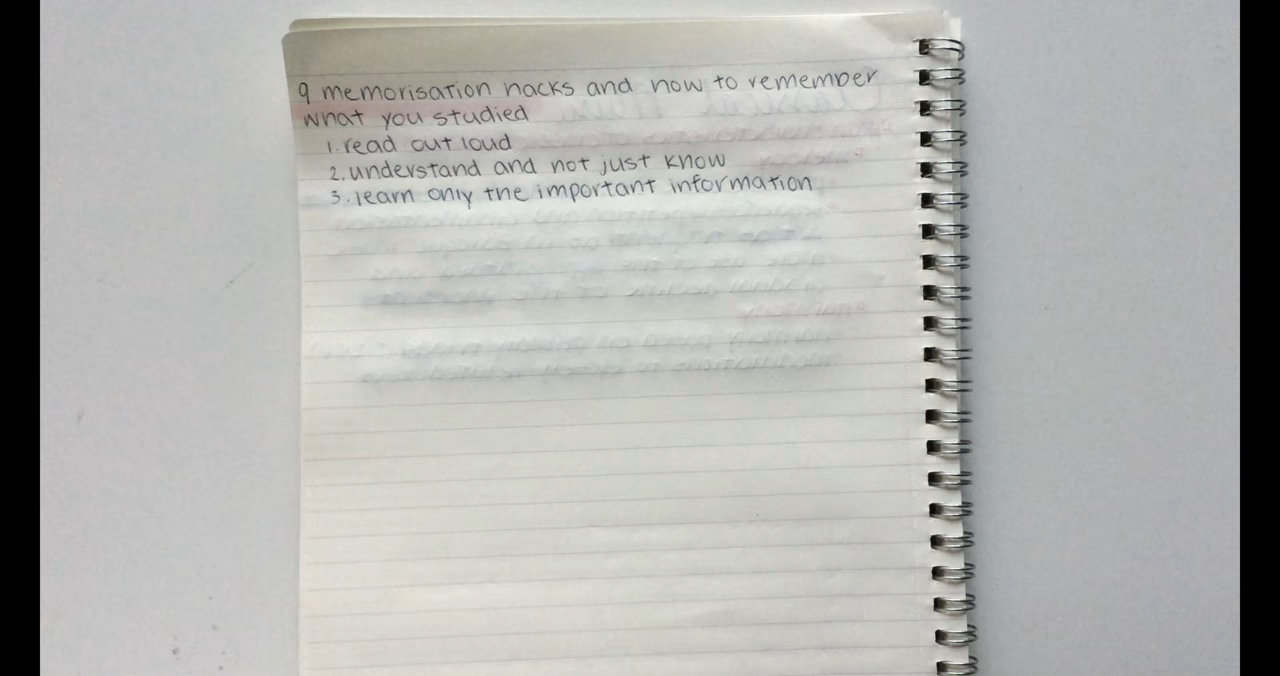 9 memorisation hacks and how to remember
what you studied
1. read out loud
2. understand and not just know
3. learn only the important information